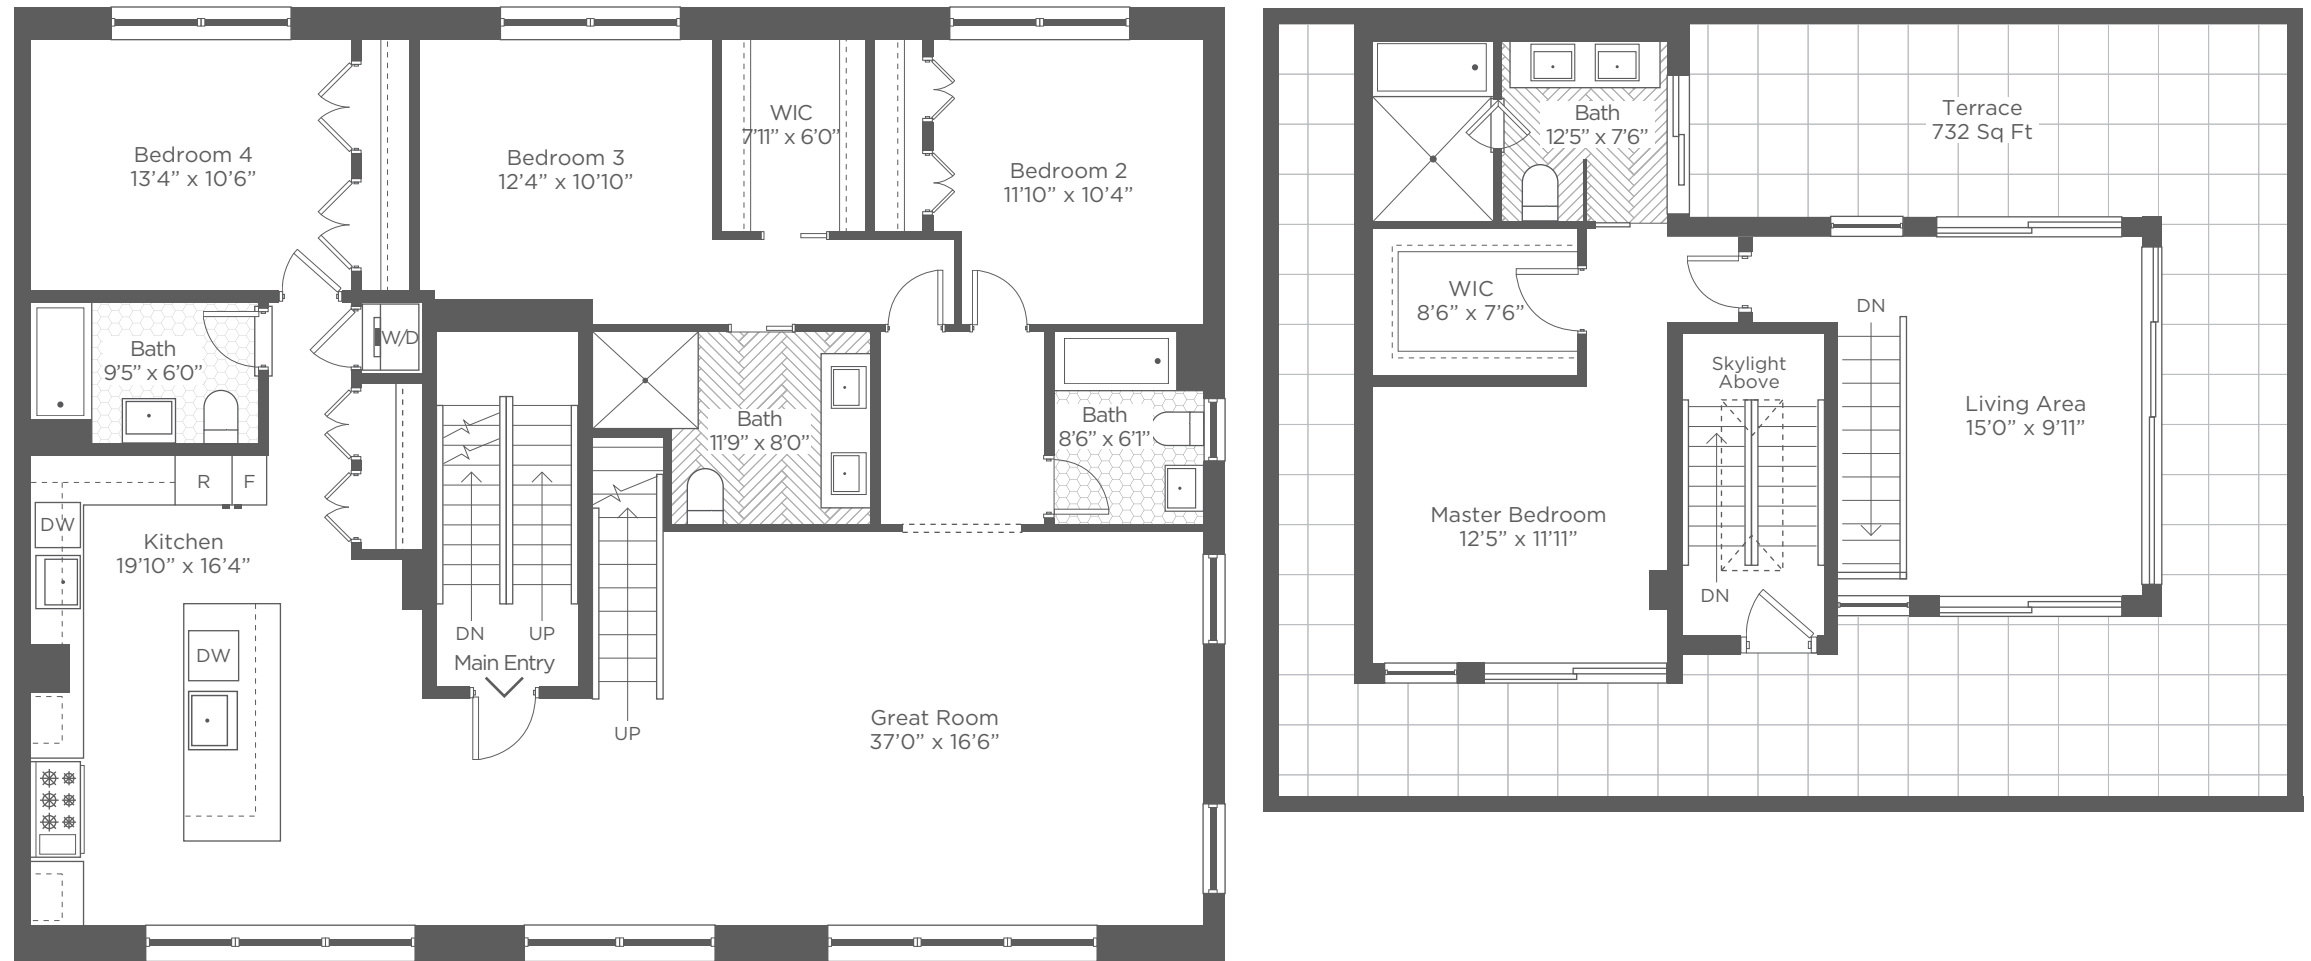 Bedroom 4
13'4” x 10'6”
Bedroom 3
12'4” x 10'10”
WIC
7'11” x 6'0”
Bedroom 2
11'10” x 10'4”
Bath
9'5” x 6'0”
W/D
Bath
11'9” x 8'0”
Bath
8'6” x 6'1”
R
F
DW
Kitchen
19'10” x 16'4”
DW
DN
UP
Main Entry
UP
Great Room
37'0” x 16'6”
Bath
12'5” x 7'6”
Terrace
732 Sq Ft
WIC
8'6” x 7'6”
DN
Skylight
Above
Living Area
15'0” x 9'11”
Master Bedroom
12'5” x 11'11”
DN